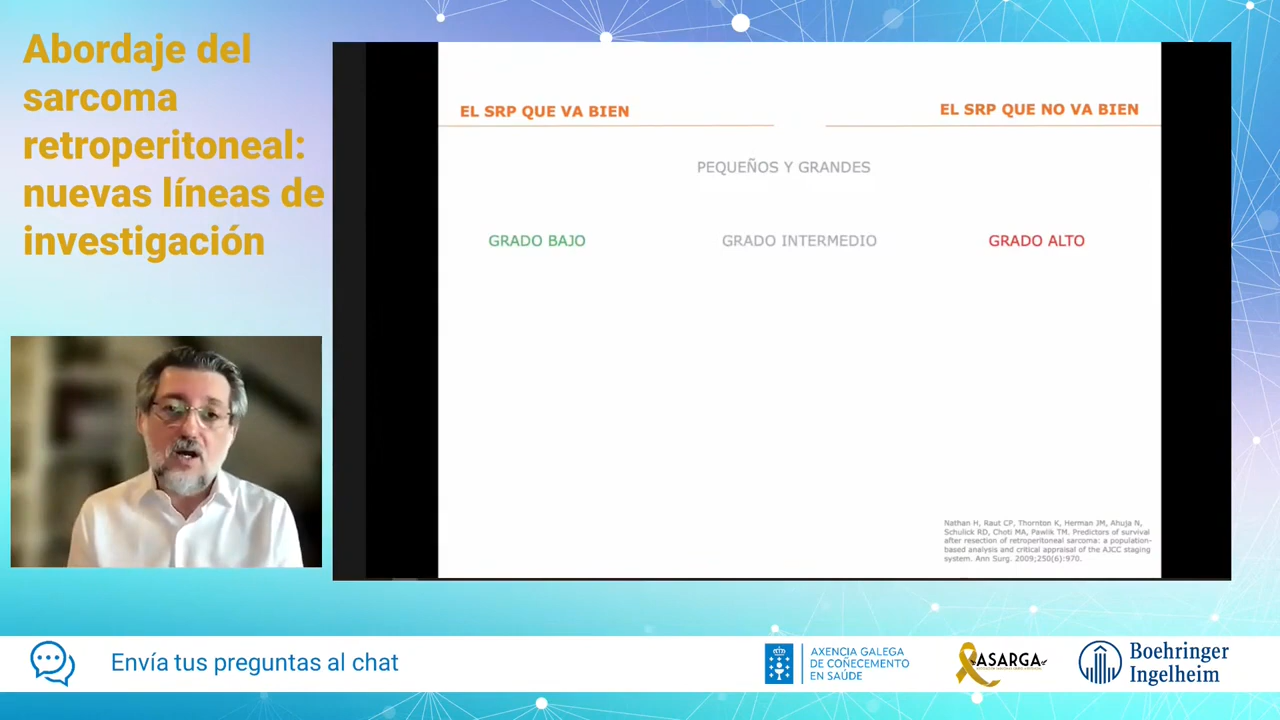 Abordaje del
sarcoma
retroperitoneal:
nuevas líneas de
investigación
EL SRP QUE VA BIEN
EL SRP QUE NO VA BIEN
PEQUEÑOS Y GRANDES
GRADO BAJO
GRADO INTERMEDIO
GRADO ALTO
Nathan H, Raut CP, Thornton K, Herman JM, Ahuja N,
Schulick RD, Choti MA, Pawlik TM. Predictors of survival
after resection of retroperitoneal sarcoma: a population-
based analysis and critical appraisal of the AJCC staging
system. Ann Surg. 2009;250(6):970.
Envía tus preguntas al chat
AXENCIA GALEGA
DE COÑECEMENTO
EN SAÚDE
ASARGA
Boehringer
Ingelheim